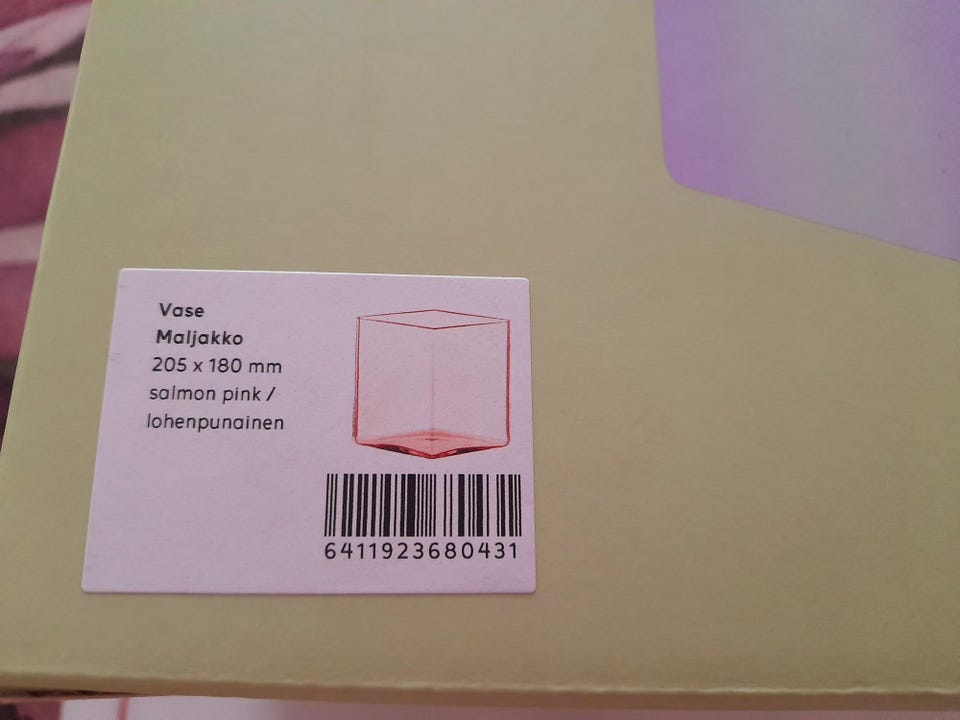 Vase
Maljakko
205 x 180 mm
salmon pink /
lohenpunainen
6411923680431